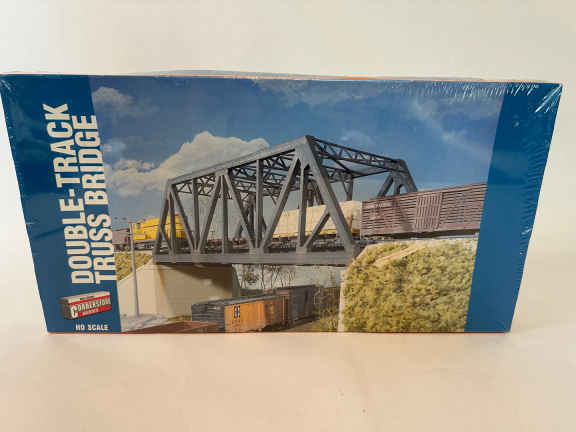 DOUBLE-TRACK
TRUSS BRIDGE
CORNERSTONE
HO SCALE